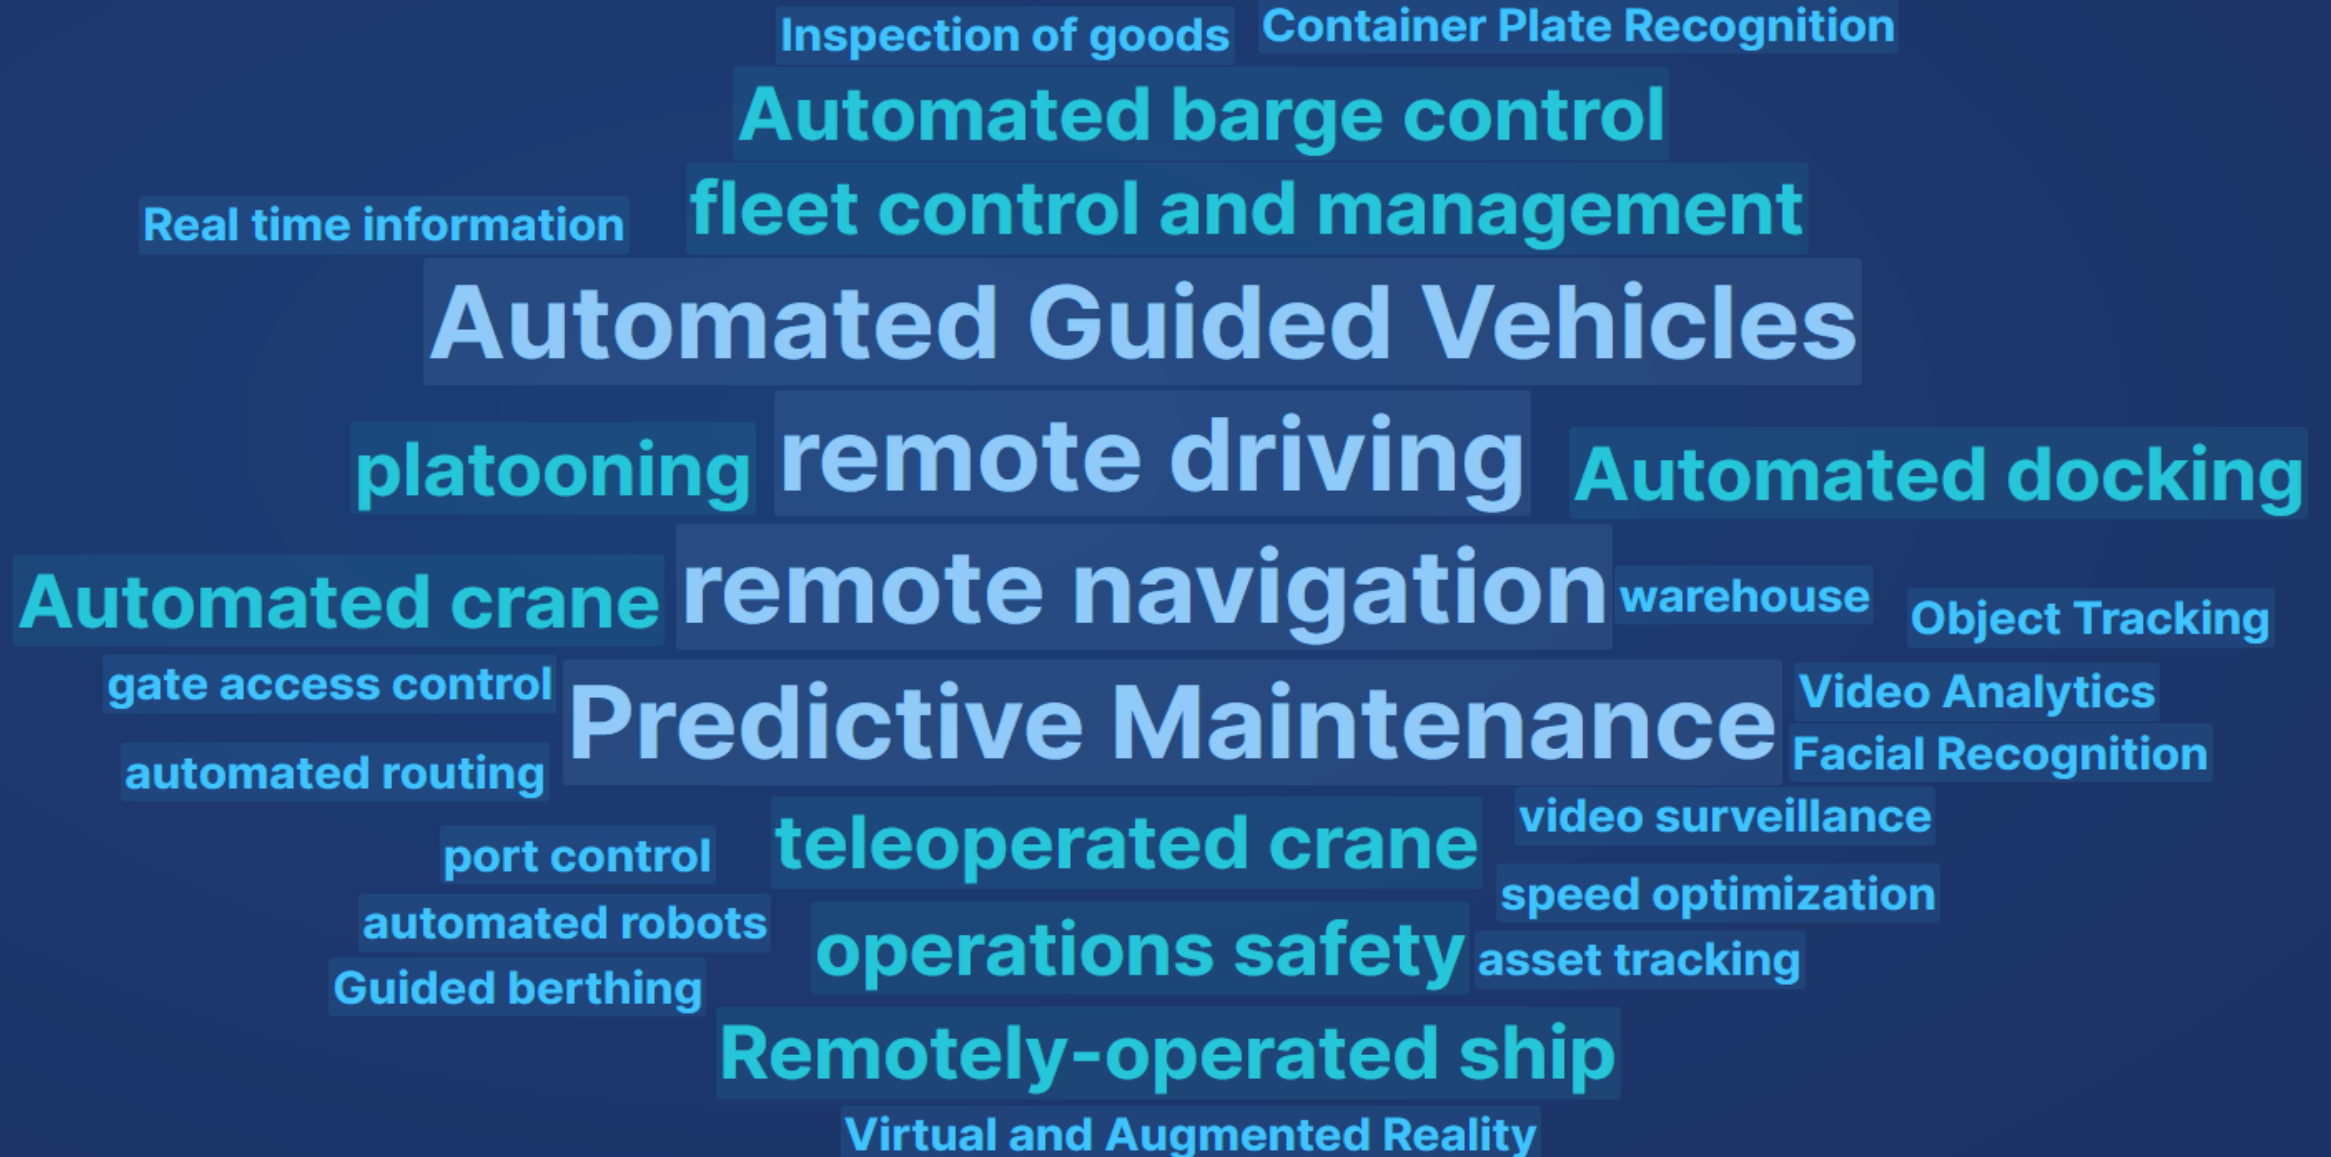 Inspection of goods
Container Plate Recognition
Automated barge control
fleet control and management
Real time information
Automated Guided Vehicles
platooning
remote driving
Automated docking
Automated crane
remote navigation
warehouse
Object Tracking
gate access control
Predictive Maintenance
Video Analytics
Facial Recognition
automated routing
teleoperated crane
video surveillance
port control
speed optimization
automated robots
operations safety
asset tracking
Guided berthing
Remotely-operated ship
Virtual and Augmented Reality